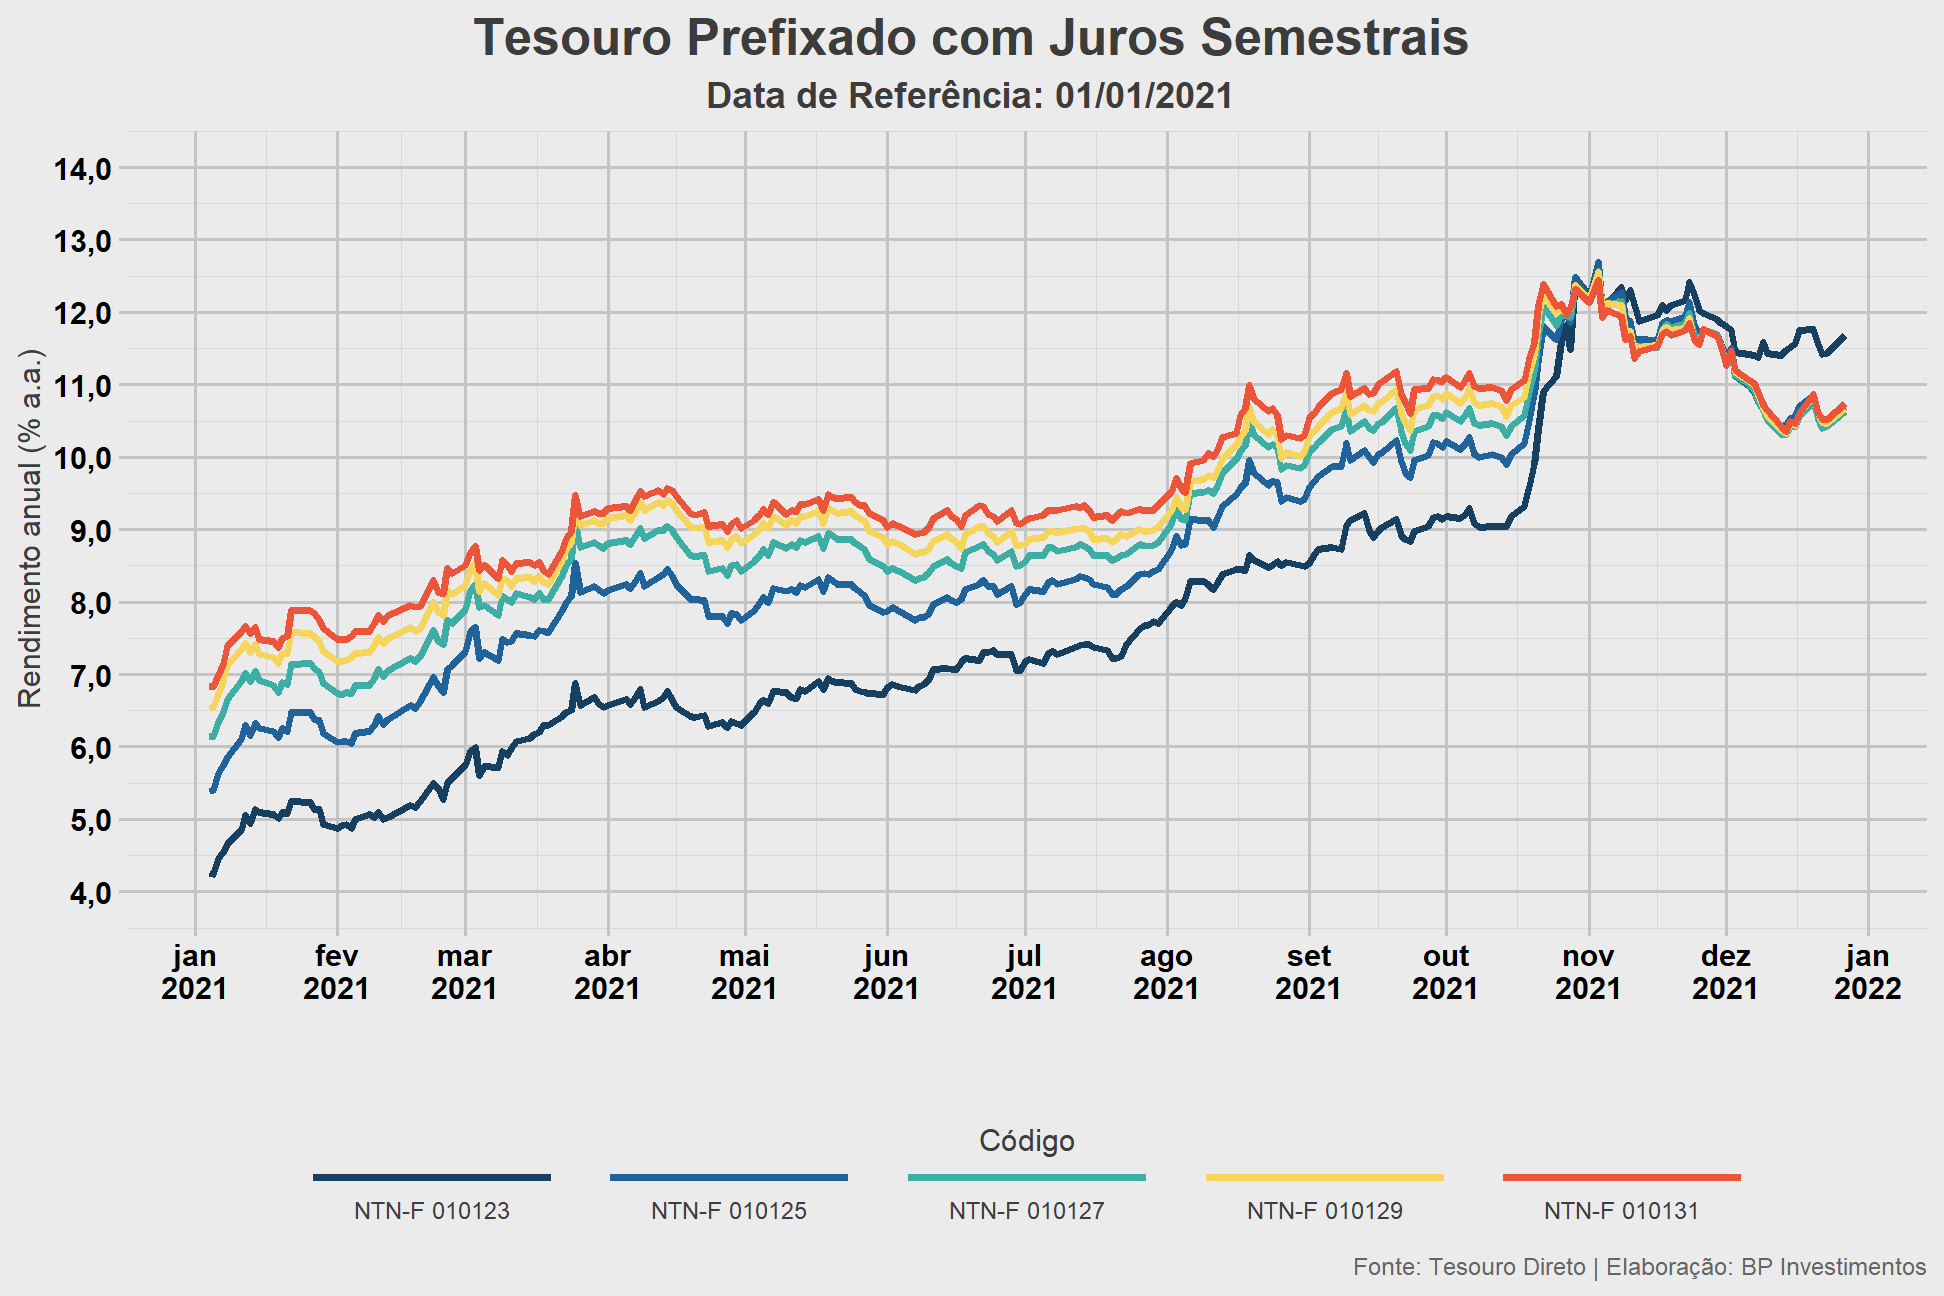 Tesouro Prefixado com Juros Semestrais
Data de Referência: 01/01/2021
Rendimento anual (% a.a.)
14,0
13,0
12,0
11,0
10,0
9,0
8,0
7,0
6,0
5,0
4,0
jan fev mar abr mai jun jul ago set out nov dez jan
2021 2021 2021 2021 2021 2021 2021 2021 2021 2021 2021 2021 2022
Código
NTN-F 010123 NTN-F 010125 NTN-F 010127 NTN-F 010129 NTN-F 010131
Fonte: Tesouro Direto | Elaboração: BP Investimentos